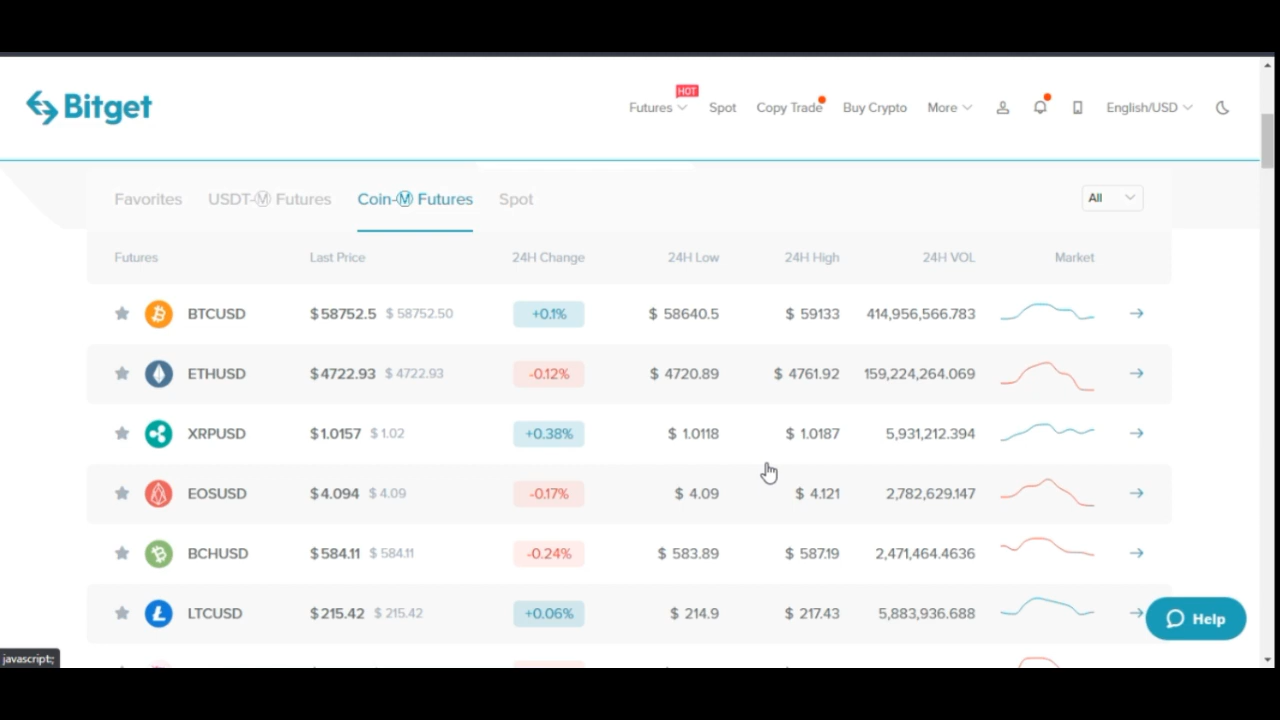 HOT
Bitget Futures Spot Copy Trade Buy Crypto More English/USD
Favorites USDT-Ⓜ Futures Coin-Ⓜ Futures Spot All
Futures Last Price 24H Change 24H Low 24H High 24H VOL Market
BTCUSD $58752.5 $ 58752.50 +0.1% $ 58640.5 $ 59133 414,956,566.783
ETHUSD $4722.93 $ 4722.93 -0.12% $ 4720.89 $ 4761.92 159,224,264.069
XRPUSD $1.0157 $ 1.02 +0.38% $ 1.0118 $ 1.0187 5,931,212.394
EOSUSD $4.094 $ 4.09 -0.17% $ 4.09 $ 4.121 2,782,629.147
BCHUSD $584.11 $ 584.11 -0.24% $ 583.89 $ 587.19 2,471,464.4636
LTCUSD $215.42 $ 215.42 +0.06% $ 214.9 $ 217.43 5,883,936.688
Help
javascript:;